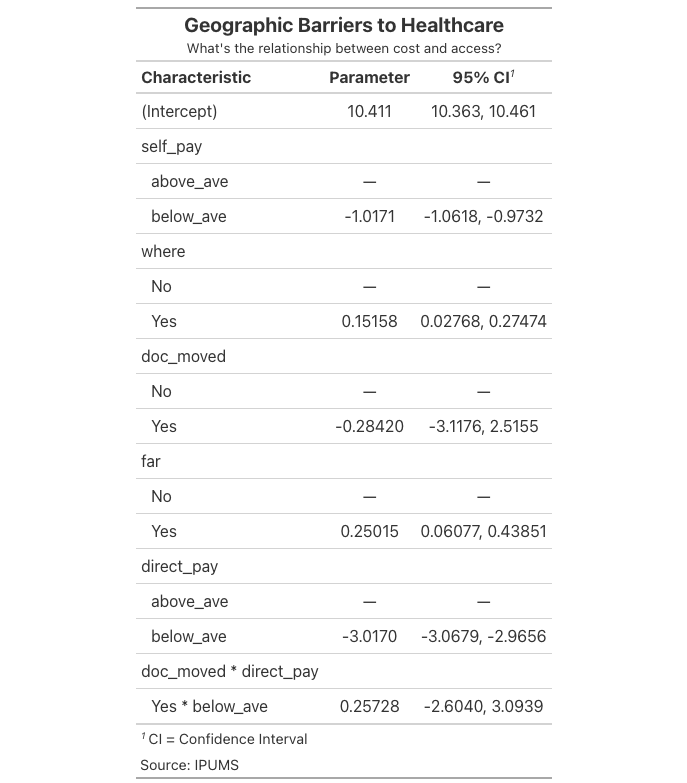 Geographic Barriers to Healthcare
What's the relationship between cost and access?
Characteristic Parameter 95% CI¹
(Intercept) 10.411 10.363, 10.461
self_pay
above_ave — —
below_ave -1.0171 -1.0618, -0.9732
where
No — —
Yes 0.15158 0.02768, 0.27474
doc_moved
No — —
Yes -0.28420 -3.1176, 2.5155
far
No — —
Yes 0.25015 0.06077, 0.43851
direct_pay
above_ave — —
below_ave -3.0170 -3.0679, -2.9656
doc_moved * direct_pay
Yes * below_ave 0.25728 -2.6040, 3.0939
¹ CI = Confidence Interval
Source: IPUMS